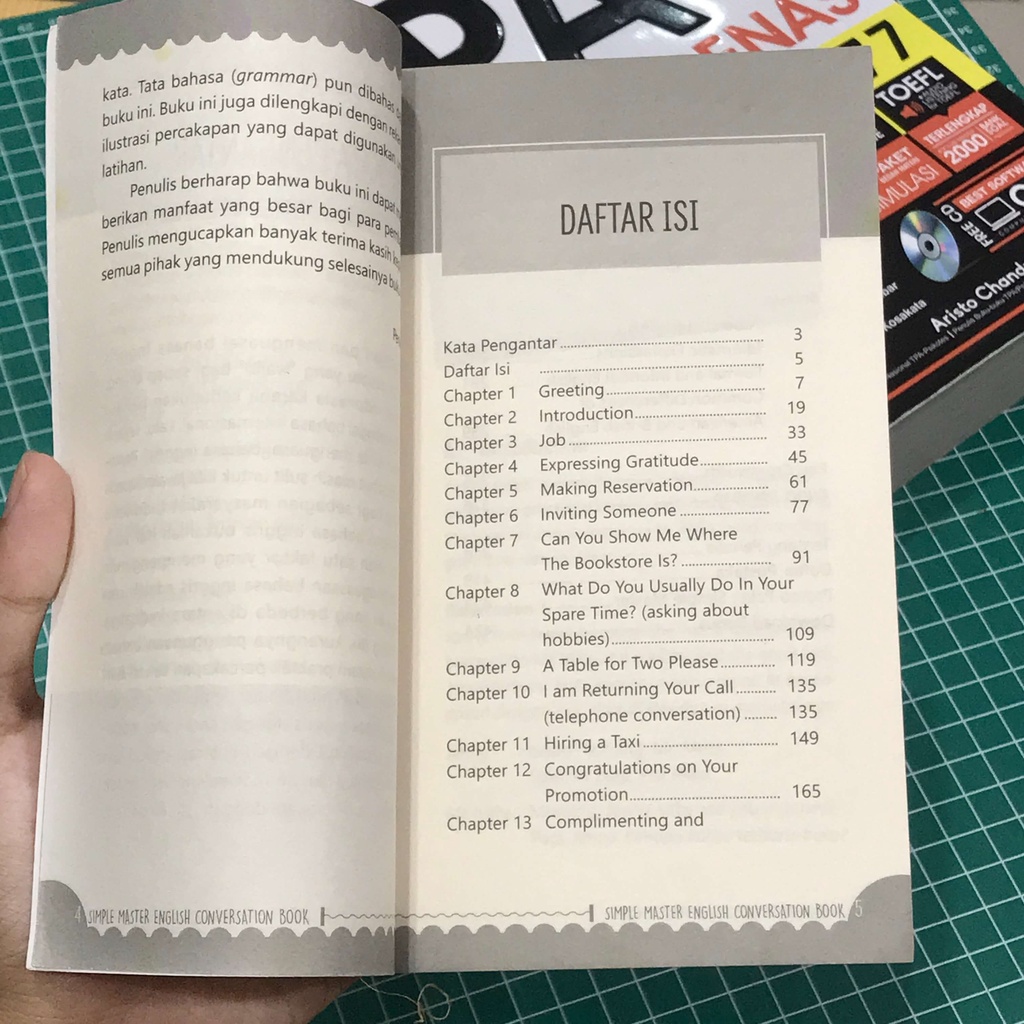 kata. Tata bahasa (grammar) pun dibahas
buku ini. Buku ini juga dilengkapi dengan
ilustrasi percakapan yang dapat digunakan
latihan.
Penulis berharap bahwa buku ini dapat
berikan manfaat yang besar bagi para
Penulis mengucapkan banyak terima kasih
semua pihak yang mendukung selesainya
4 SIMPLE MASTER ENGLISH CONVERSATION BOOK
DAFTAR ISI
Kata Pengantar ........ 3
Daftar Isi ........ 5
Chapter 1 Greeting ........ 7
Chapter 2 Introduction ........ 19
Chapter 3 Job ........ 33
Chapter 4 Expressing Gratitude ........ 45
Chapter 5 Making Reservation ........ 61
Chapter 6 Inviting Someone ........ 77
Chapter 7 Can You Show Me Where
The Bookstore Is? ........ 91
Chapter 8 What Do You Usually Do In Your
Spare Time? (asking about
hobbies) ........ 109
Chapter 9 A Table for Two Please ........ 119
Chapter 10 I am Returning Your Call ........ 135
(telephone conversation) ........ 135
Chapter 11 Hiring a Taxi ........ 149
Chapter 12 Congratulations on Your
Promotion ........ 165
Chapter 13 Complimenting and
SIMPLE MASTER ENGLISH CONVERSATION BOOK 5
PA
ENAS
17
TOEFL
TERLENGKAP
2000
BEST
FREE CD
Kosakata
Aristo Chand